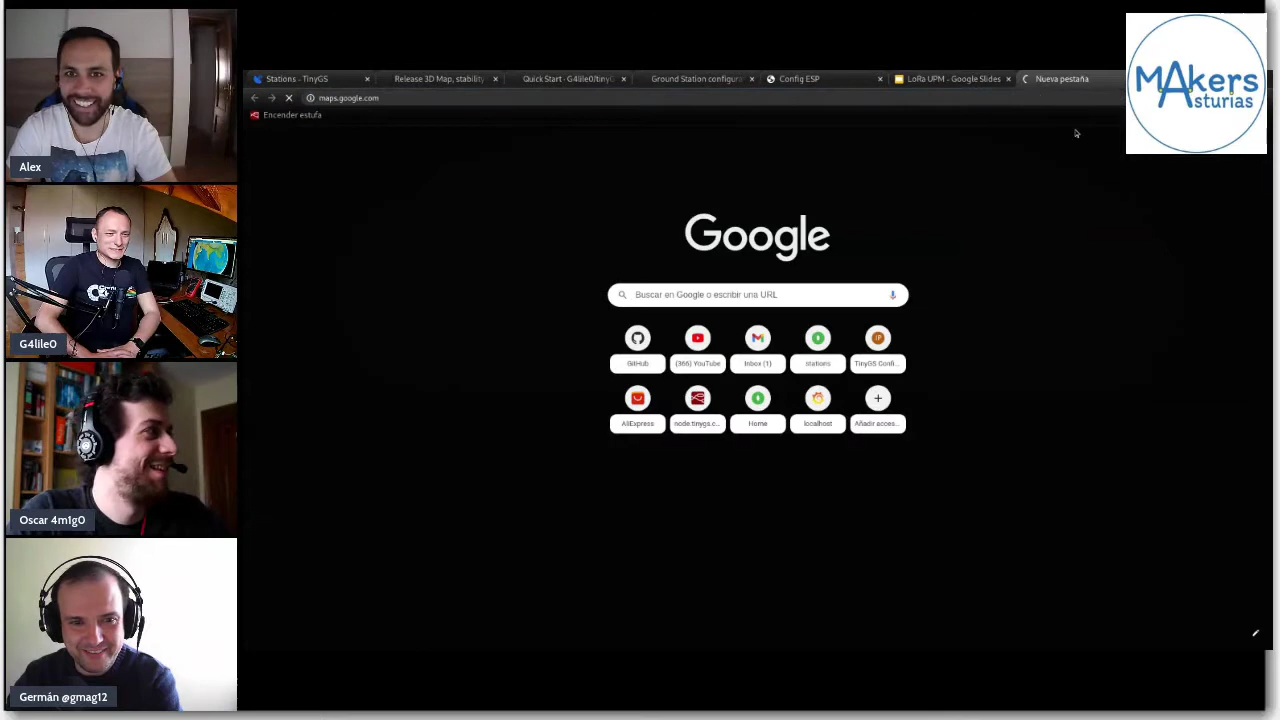 Alex
G4lile0
Oscar 4m1g0
Germán @gmag12
Stations - TinyGS
Release 3D Map, stability
Quick Start - G4lile0/tinyG
Ground Station configura
Config ESP
LoRa UPM - Google Slides
Nueva pestaña
maps.google.com
Encender estufa
MAkers
Asturias
Google
Buscar en Google o escribir una URL
GitHub
(366) YouTube
Inbox (1)
stations
TinyGS Confi...
AliExpress
node.tinygs.c...
Home
localhost
Añadir acces...